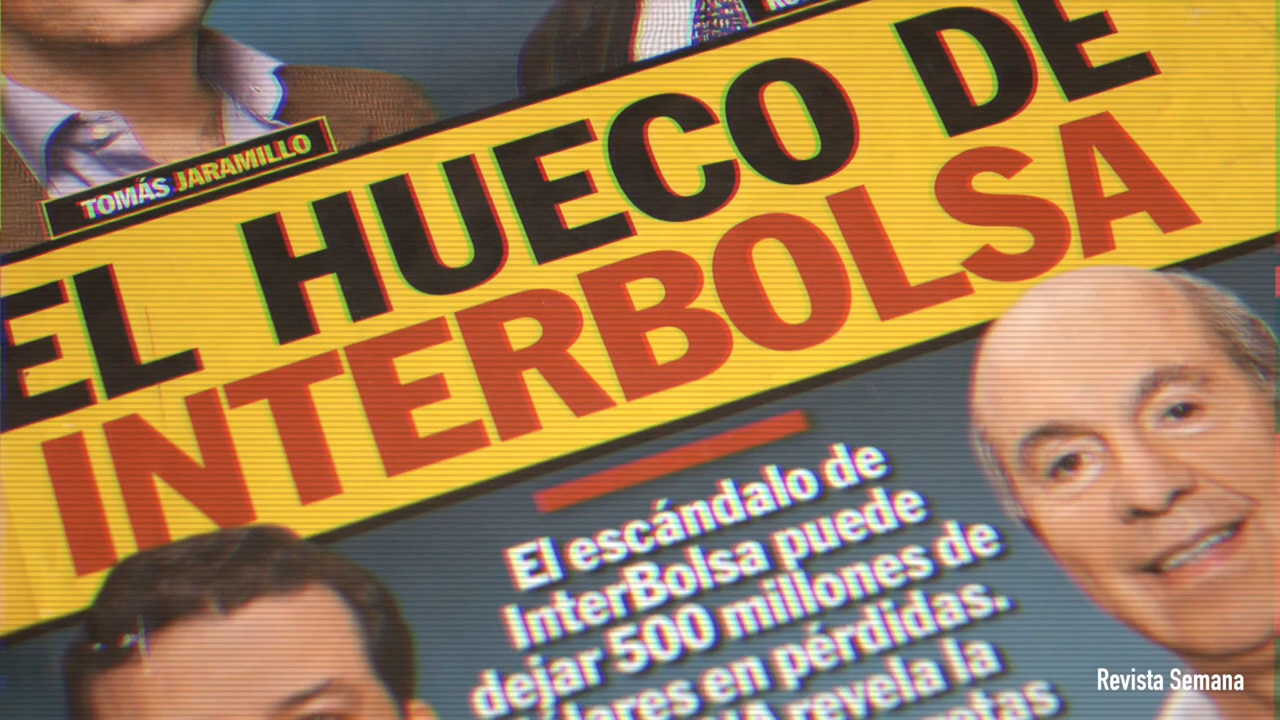 TOMÁS JARAMILLO
EL HUECO DE
INTERBOLSA
El escándalo de
InterBolsa puede
dejar 500 millones de
en pérdidas.
revela la
Revista Semana